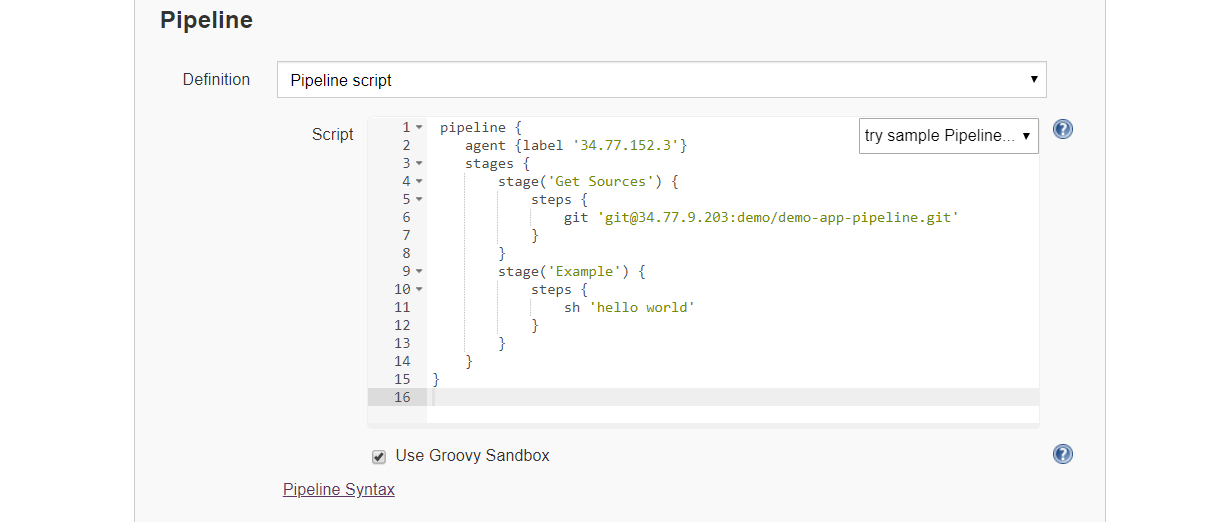 Pipeline
Definition
Pipeline script
Script
try sample Pipeline...
1 pipeline {
2 agent {label '34.77.152.3'}
3 stages {
4 stage('Get Sources') {
5 steps {
6 git 'git@34.77.9.203:demo/demo-app-pipeline.git'
7 }
8 }
9 stage('Example') {
10 steps {
11 sh 'hello world'
12 }
13 }
14 }
15 }
16
Use Groovy Sandbox
Pipeline Syntax